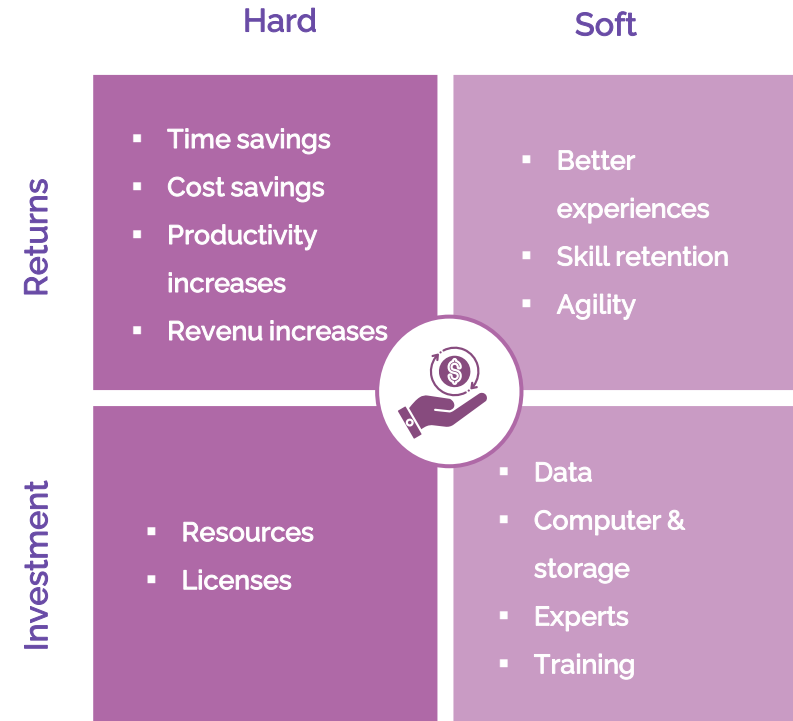 Hard
Soft
Returns
▪ Time savings
▪ Cost savings
▪ Productivity
increases
▪ Revenu increases
▪ Better
experiences
▪ Skill retention
▪ Agility
$
Investment
▪ Resources
▪ Licenses
▪ Data
▪ Computer &
storage
▪ Experts
▪ Training